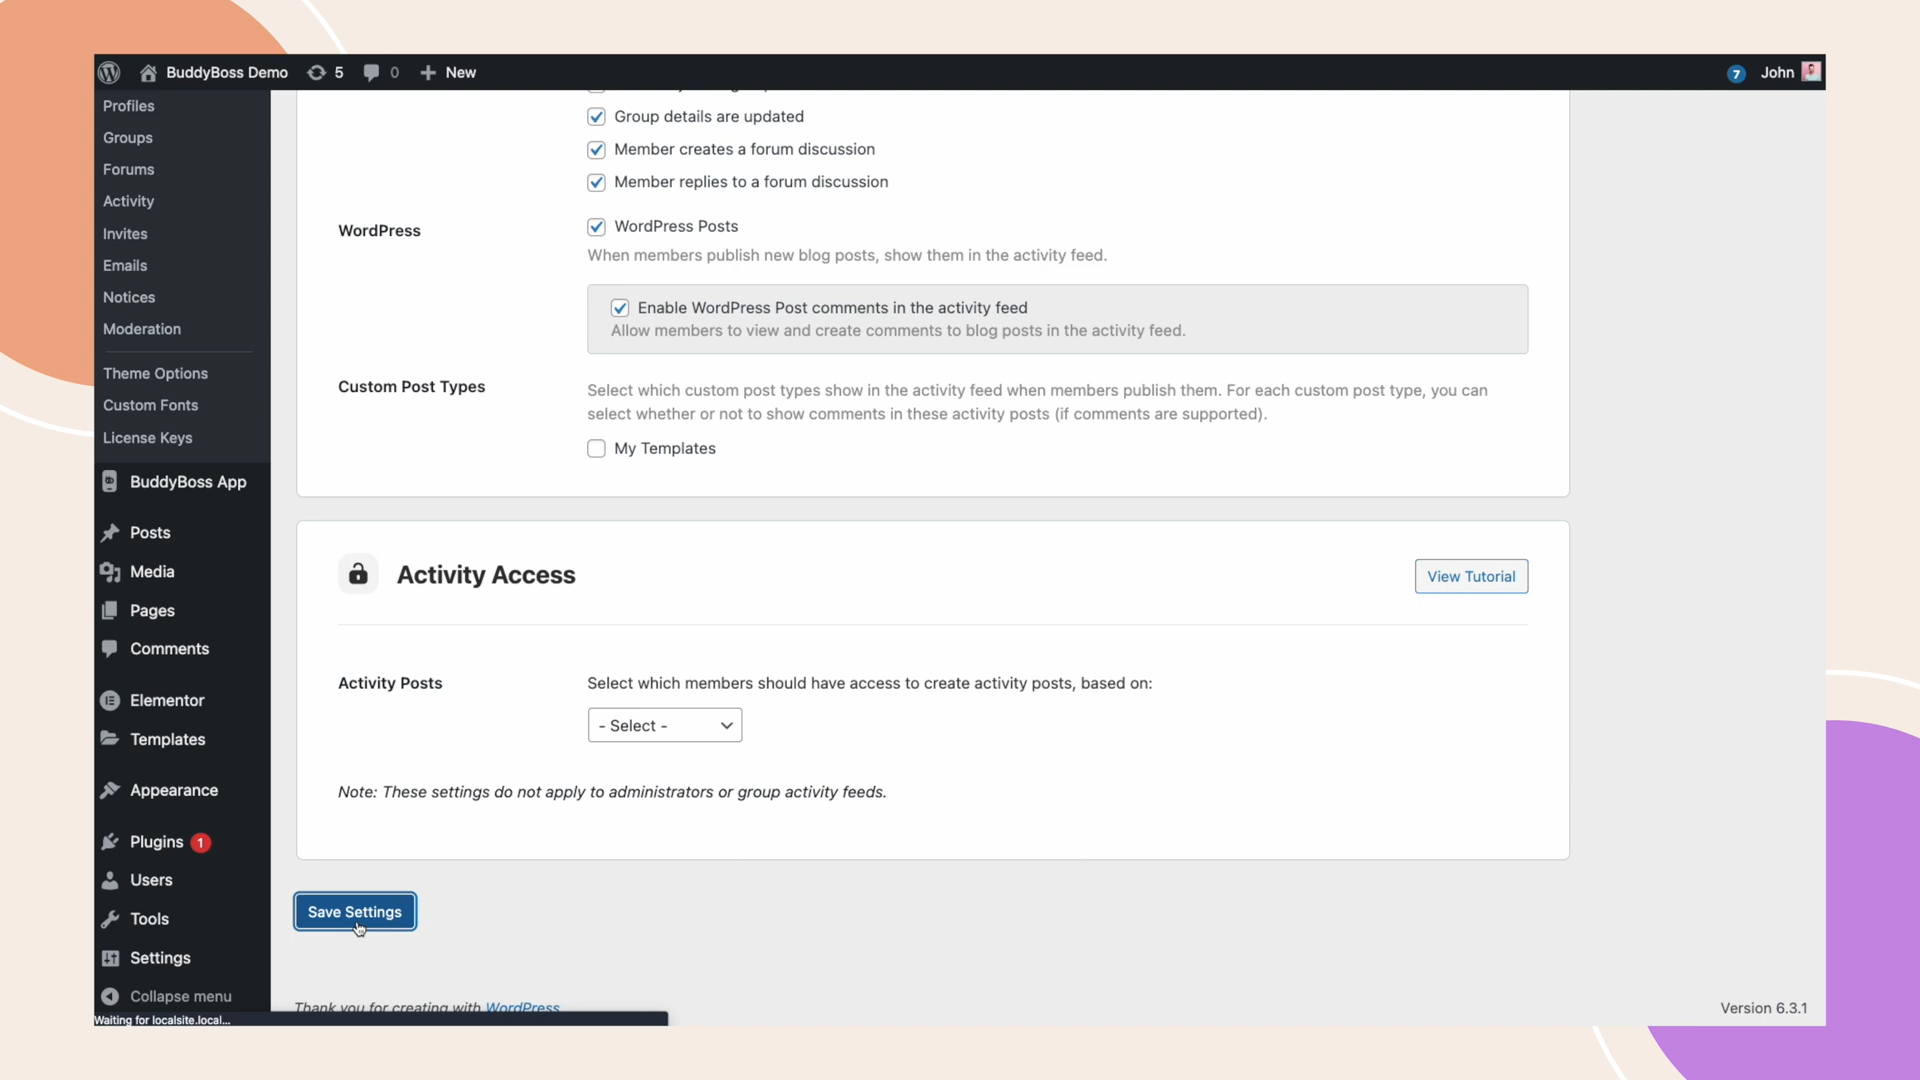 BuddyBoss Demo 5 0 New 7 John
Profiles
Groups
Forums
Activity
Invites
Emails
Notices
Moderation
Theme Options
Custom Fonts
License Keys
BuddyBoss App
Posts
Media
Pages
Comments
Elementor
Templates
Appearance
Plugins 1
Users
Tools
Settings
Collapse menu
Waiting for localsite.local...
Group details are updated
Member creates a forum discussion
Member replies to a forum discussion
WordPress
WordPress Posts
When members publish new blog posts, show them in the activity feed.
Enable WordPress Post comments in the activity feed
Allow members to view and create comments to blog posts in the activity feed.
Custom Post Types
Select which custom post types show in the activity feed when members publish them. For each custom post type, you can
select whether or not to show comments in these activity posts (if comments are supported).
My Templates
Activity Access
View Tutorial
Activity Posts
Select which members should have access to create activity posts, based on:
- Select -
Note: These settings do not apply to administrators or group activity feeds.
Save Settings
Thank you for creating with WordPress
Version 6.3.1